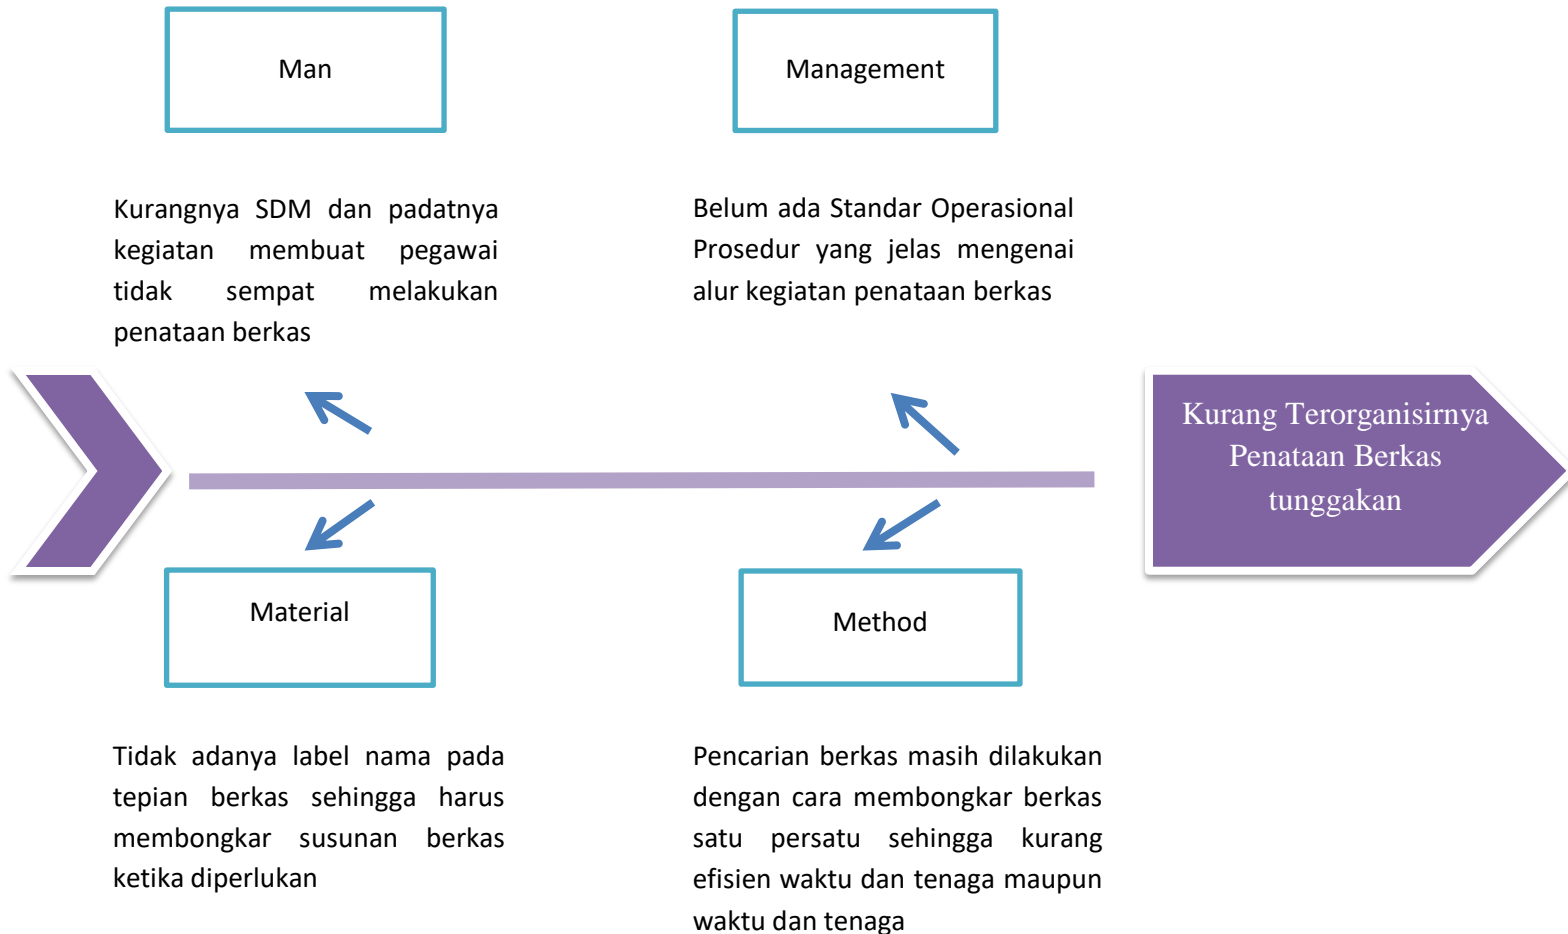 Man
Management
Kurangnya SDM dan padatnya
kegiatan membuat pegawai
tidak sempat melakukan
penataan berkas
Belum ada Standar Operasional
Prosedur yang jelas mengenai
alur kegiatan penataan berkas
Kurang Terorganisirnya
Penataan Berkas
tunggakan
Material
Method
Tidak adanya label nama pada
tepian berkas sehingga harus
membongkar susunan berkas
ketika diperlukan
Pencarian berkas masih dilakukan
dengan cara membongkar berkas
satu persatu sehingga kurang
efisien waktu dan tenaga maupun
waktu dan tenaga